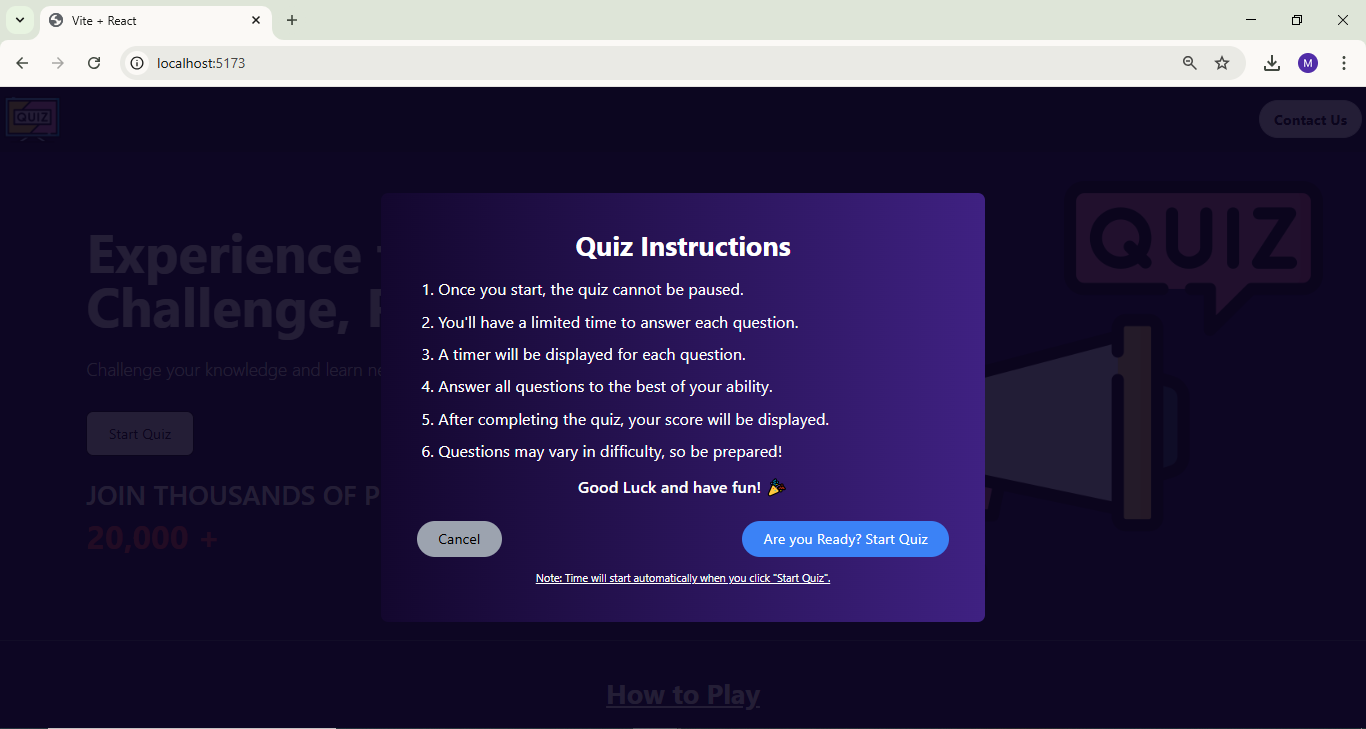 Vite + React
localhost:5173
M
QUIZ
Contact Us
QUIZ
Experience
Challenge,
Challenge your knowledge and learn
Start Quiz
JOIN THOUSANDS OF
20,000 +
Quiz Instructions
1. Once you start, the quiz cannot be paused.
2. You'll have a limited time to answer each question.
3. A timer will be displayed for each question.
4. Answer all questions to the best of your ability.
5. After completing the quiz, your score will be displayed.
6. Questions may vary in difficulty, so be prepared!
Good Luck and have fun! 🎉
Cancel
Are you Ready? Start Quiz
Note: Time will start automatically when you click "Start Quiz".
How to Play